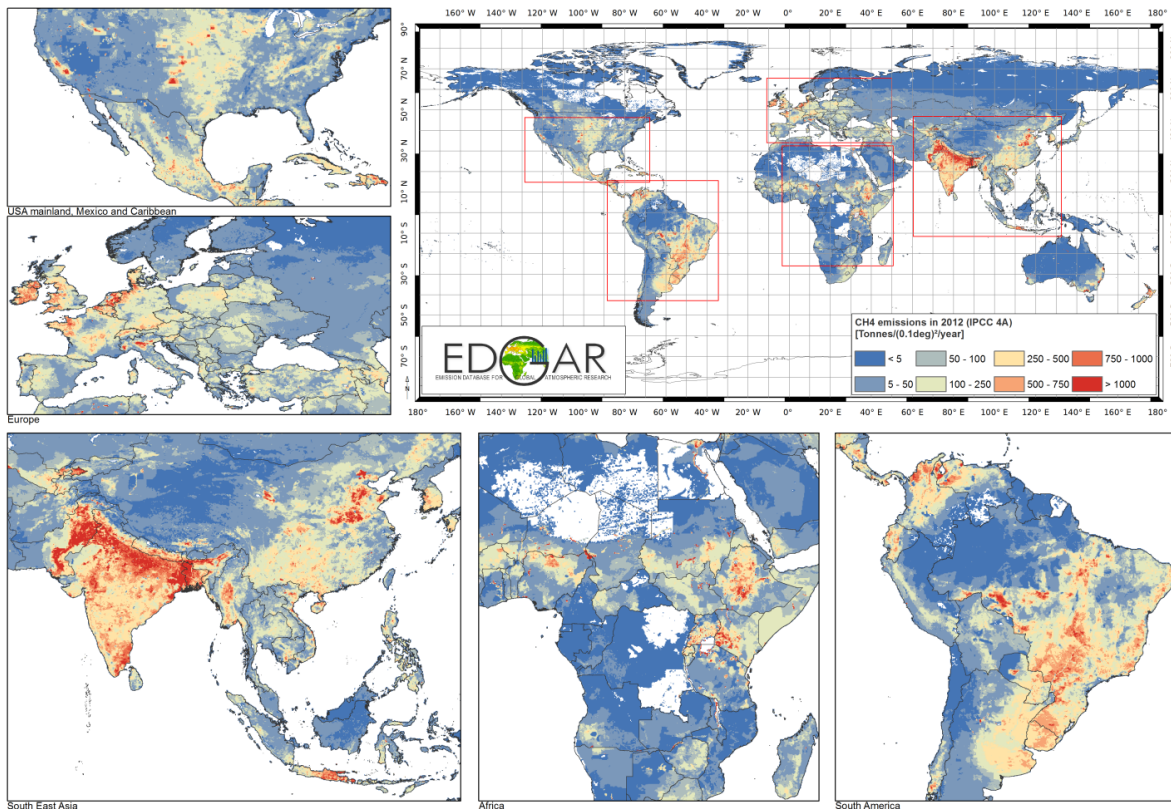 160° W 140° W 120° W 100° W 80° W 60° W 40° W 20° W 0° 20° E 40° E 60° E 80° E 100° E 120° E 140° E 160° E 180°
90°
70°N
50°N
30°N
10°N
10°S
30°S
50°S
70°S
180° 160° W 140° W 120° W 100° W 80° W 60° W 40° W 20° W 0° 20° E 40° E 60° E 80° E 100° E 120° E 140° E 160° E 180°
USA mainland, Mexico and Caribbean
Europe
EDGAR
EMISSION DATABASE FOR GLOBAL ATMOSPHERIC RESEARCH
CH4 emissions in 2012 (IPCC 4A)
[Tonnes/(0.1deg)²/year]
< 5 50 - 100 250 - 500 750 - 1000
5 - 50 100 - 250 500 - 750 > 1000
South East Asia
Africa
South America